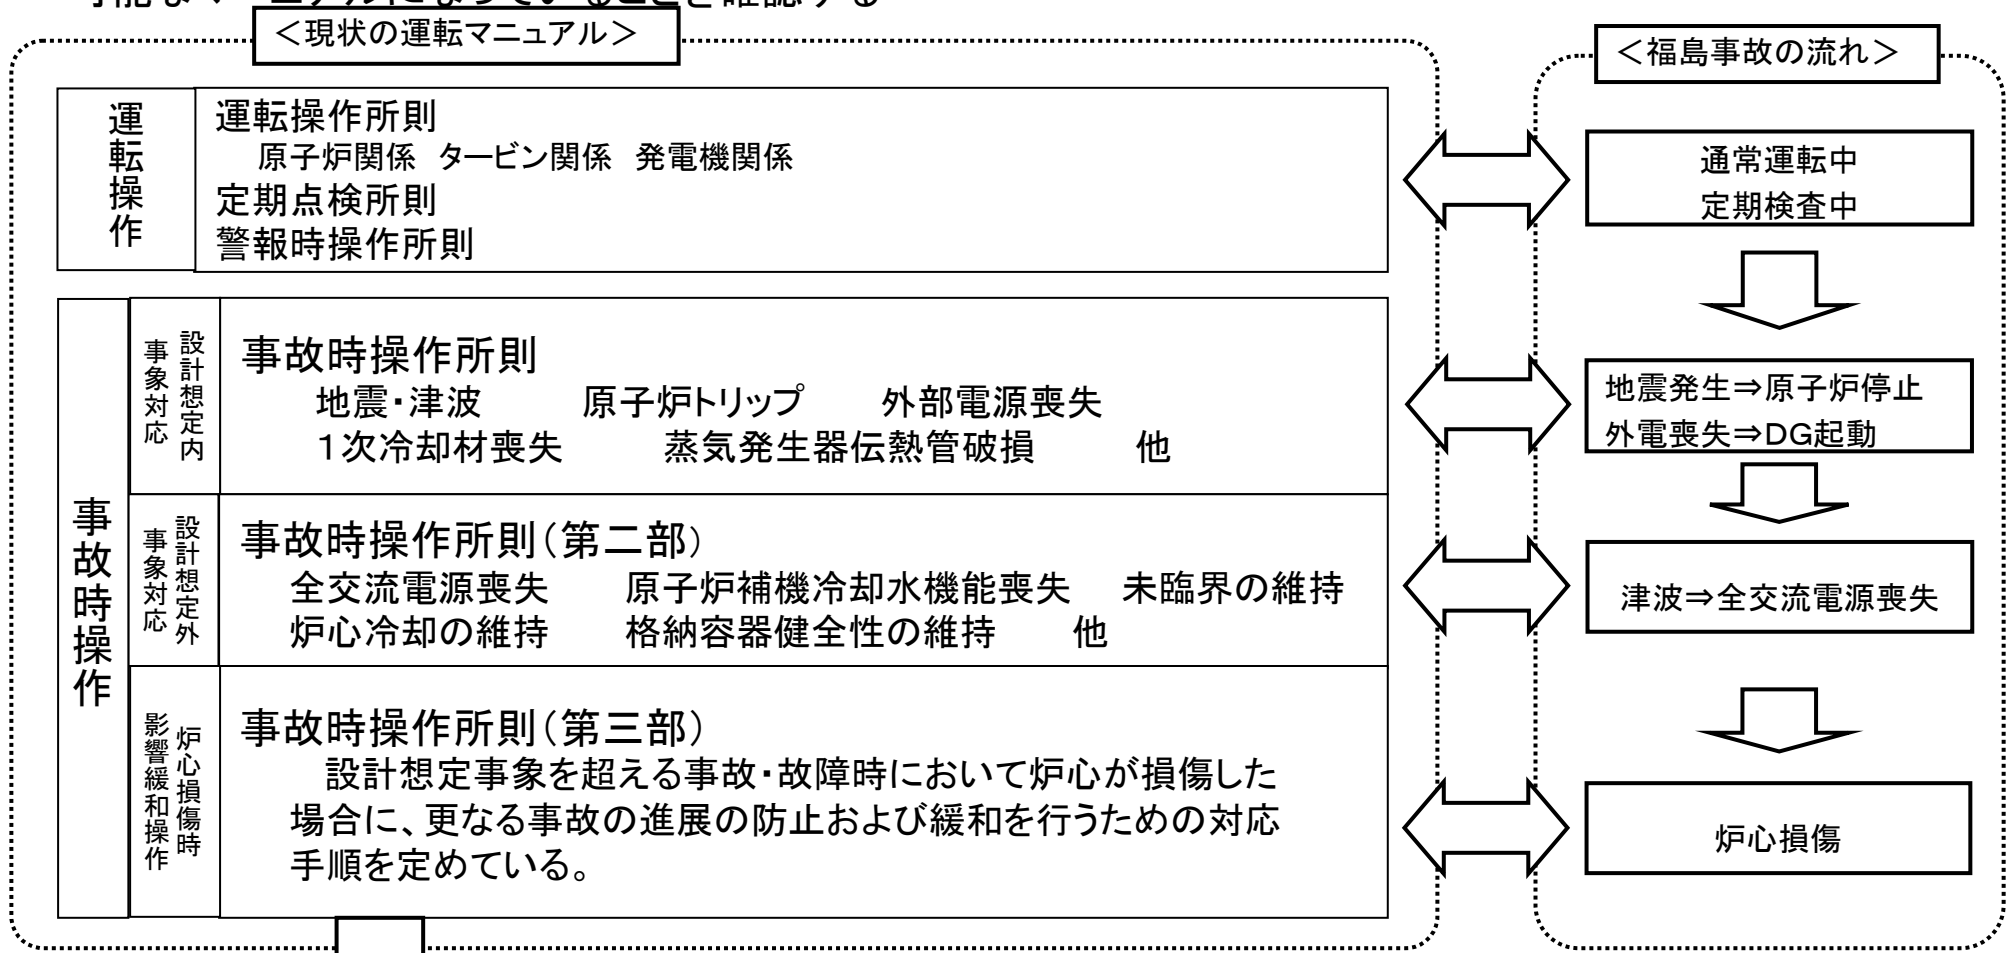 ＜現状の運転マニュアル＞
運転操作
運転操作所則
原子炉関係 タービン関係 発電機関係
定期点検所則
警報時操作所則
事故時操作
設計想定内
事象対応
事故時操作所則
地震・津波 原子炉トリップ 外部電源喪失
１次冷却材喪失 蒸気発生器伝熱管破損 他
設計想定外
事象対応
事故時操作所則（第二部）
全交流電源喪失 原子炉補機冷却水機能喪失 未臨界の維持
炉心冷却の維持 格納容器健全性の維持 他
炉心損傷時
影響緩和操作
事故時操作所則（第三部）
設計想定事象を超える事故・故障時において炉心が損傷した
場合に、更なる事故の進展の防止および緩和を行うための対応
手順を定めている。
＜福島事故の流れ＞
通常運転中
定期検査中
地震発生⇒原子炉停止
外電喪失⇒DG起動
津波⇒全交流電源喪失
炉心損傷